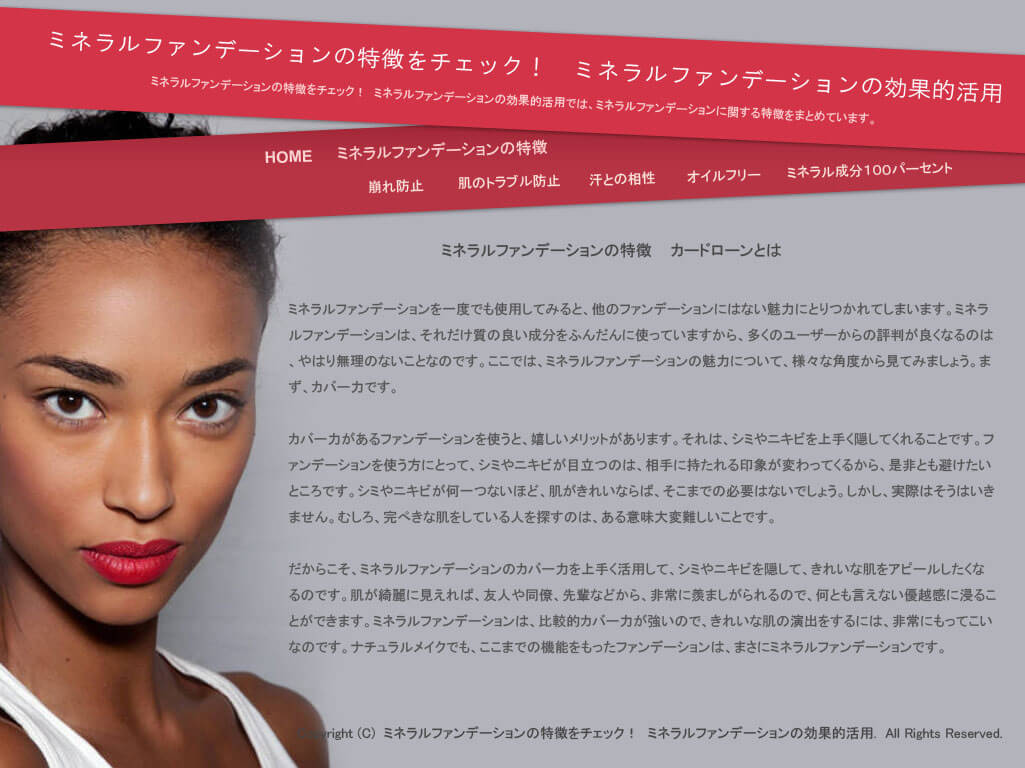 ミネラルファンデーションの特徴をチェック！　ミネラルファンデーションの効果的活用
ミネラルファンデーションの特徴をチェック！ ミネラルファンデーションの効果的活用では、ミネラルファンデーションに関する特徴をまとめています。
HOME ミネラルファンデーションの特徴
崩れ防止 肌のトラブル防止 汗との相性 オイルフリー ミネラル成分100パーセント
ミネラルファンデーションの特徴　カードローンとは
ミネラルファンデーションを一度でも使用してみると、他のファンデーションにはない魅力にとりつかれてしまいます。ミネラ
ルファンデーションは、それだけ質の良い成分をふんだんに使っていますから、多くのユーザーからの評判が良くなるのは
、やはり無理のないことなのです。ここでは、ミネラルファンデーションの魅力について、様々な角度から見てみましょう。ま
ず、カバー力です。
カバー力があるファンデーションを使うと、嬉しいメリットがあります。それは、シミやニキビを上手く隠してくれることです。フ
ァンデーションを使う方にとって、シミやニキビが目立つのは、相手に持たれる印象が変わってくるから、是非とも避けたい
ところです。シミやニキビが何一つないほど、肌がきれいならば、そこまでの必要はないでしょう。しかし、実際はそうはいき
ません。むしろ、完ぺきな肌をしている人を探すのは、ある意味大変難しいことです。
だからこそ、ミネラルファンデーションのカバー力を上手く活用して、シミやニキビを隠して、きれいな肌をアピールしたくな
るのです。肌が綺麗に見えれば、友人や同僚、先輩などから、非常に羨ましがられるので、何とも言えない優越感に浸るこ
とができます。ミネラルファンデーションは、比較的カバー力が強いので、きれいな肌の演出をするには、非常にもってこい
なのです。ナチュラルメイクでも、ここまでの機能をもったファンデーションは、まさにミネラルファンデーションです。
Copyright (C) ミネラルファンデーションの特徴をチェック！ ミネラルファンデーションの効果的活用. All Rights Reserved.